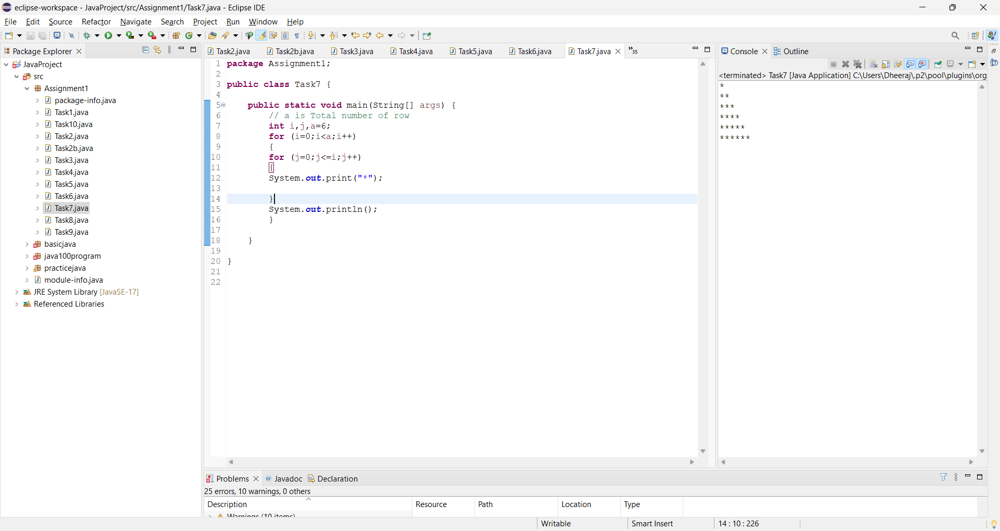 eclipse-workspace - JavaProject/src/Assignment1/Task7.java - Eclipse IDE
File Edit Source Refactor Navigate Search Project Run Window Help
Package Explorer
JavaProject
src
Assignment1
package-info.java
Task1.java
Task10.java
Task2.java
Task2b.java
Task3.java
Task4.java
Task5.java
Task6.java
Task7.java
Task8.java
Task9.java
basicjava
java100program
practicejava
module-info.java
JRE System Library [JavaSE-17]
Referenced Libraries
Task2.java Task2b.java Task3.java Task4.java Task5.java Task6.java Task7.java »35
1 package Assignment1;
2
3 public class Task7 {
4
5 public static void main(String[] args) {
6 // a is Total number of row
7 int i,j,a=6;
8 for (i=0;i<a;i++)
9 {
10 for (j=0;j<=i;j++)
11 {
12 System.out.print("*");
13
14 }
15 System.out.println();
16 }
17
18 }
19
20 }
21
22
Console Outline
<terminated> Task7 [Java Application] C:\Users\Dheeraj\.p2\pool\plugins\org
*
**
***
****
*****
******
Problems @ Javadoc Declaration
25 errors, 10 warnings, 0 others
Description Resource Path Location Type
Warnings (10 items)
Writable Smart Insert 14 : 10 : 226